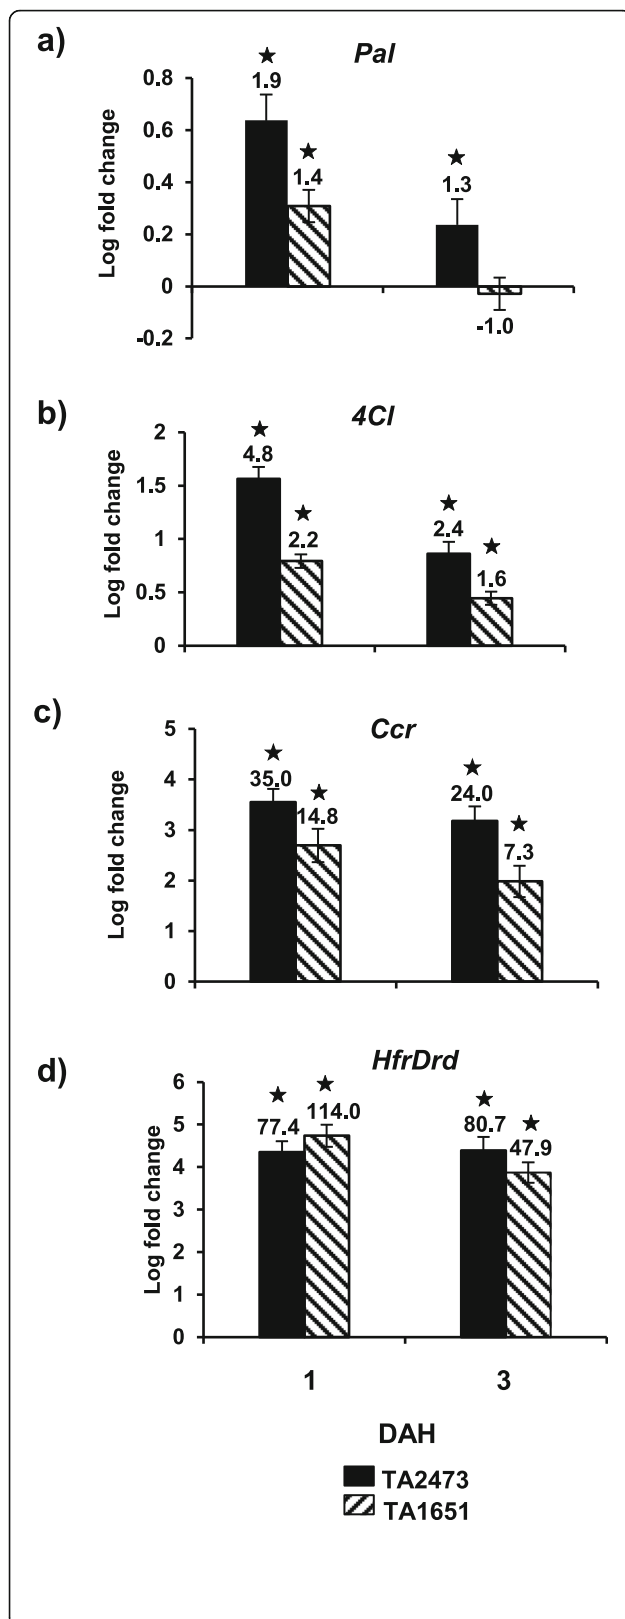 a)
Pal
★ ★ ★
1.9 1.4 1.3 -1.0
Log fold change
0.8
0.6
0.4
0.2
0
-0.2
b)
4Cl
★ ★ ★ ★
4.8 2.2 2.4 1.6
Log fold change
2
1.5
1
0.5
0
c)
Ccr
★ ★ ★ ★
35.0 14.8 24.0 7.3
Log fold change
5
4
3
2
1
0
d)
HfrDrd
★ ★ ★ ★
77.4 114.0 80.7 47.9
Log fold change
6
5
4
3
2
1
0
1 3
DAH
TA2473
TA1651